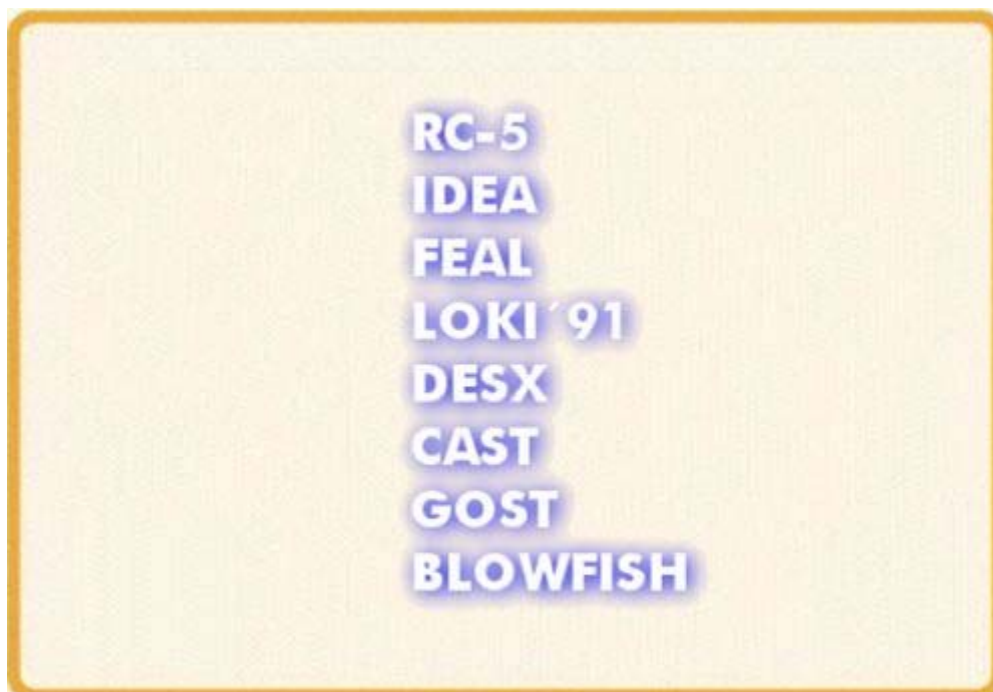 RC-5
IDEA
FEAL
LOKI´91
DESX
CAST
GOST
BLOWFISH